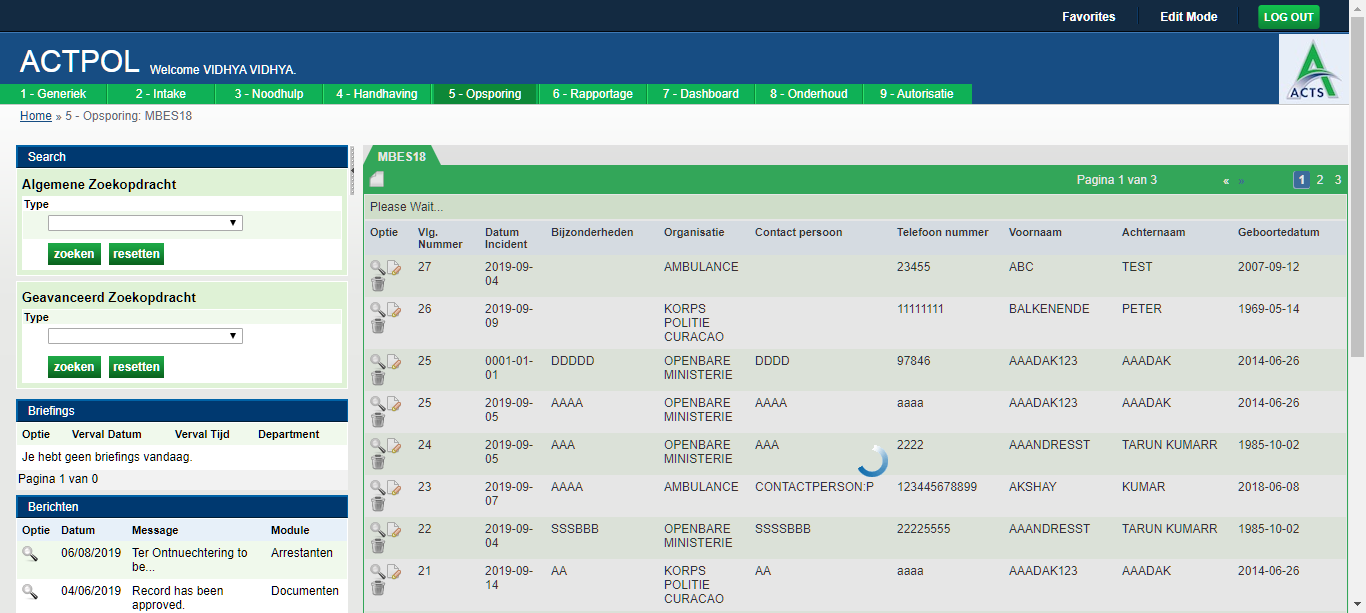 Favorites Edit Mode LOG OUT
ACTPOL Welcome VIDHYA VIDHYA.
ACTS
1 - Generiek 2 - Intake 3 - Noodhulp 4 - Handhaving 5 - Opsporing 6 - Rapportage 7 - Dashboard 8 - Onderhoud 9 - Autorisatie
Home » 5 - Opsporing: MBES18
Search
Algemene Zoekopdracht
Type
zoeken resetten
Geavanceerd Zoekopdracht
Type
zoeken resetten
Briefings
Optie Verval Datum Verval Tijd Department
Je hebt geen briefings vandaag.
Pagina 1 van 0
Berichten
Optie Datum Message Module
06/08/2019 Ter Ontnuechtering to Arrestanten
be...
04/06/2019 Record has been Documenten
approved.
MBES18
Pagina 1 van 3 « » 1 2 3
Please Wait...
Optie Vlg. Datum Bijzonderheden Organisatie Contact persoon Telefoon nummer Voornaam Achternaam Geboortedatum
Nummer Incident
27 2019-09- AMBULANCE 23455 ABC TEST 2007-09-12
04
26 2019-09- KORPS 11111111 BALKENENDE PETER 1969-05-14
09 POLITIE
CURACAO
25 0001-01- DDDDD OPENBARE DDDD 97846 AAADAK123 AAADAK 2014-06-26
01 MINISTERIE
25 2019-09- AAAA OPENBARE AAAA aaaa AAADAK123 AAADAK 2014-06-26
05 MINISTERIE
24 2019-09- AAA OPENBARE AAA 2222 AAANDRESST TARUN KUMARR 1985-10-02
05 MINISTERIE
23 2019-09- AAAA AMBULANCE CONTACTPERSON:P 123445678899 AKSHAY KUMAR 2018-06-08
07
22 2019-09- SSSBBB OPENBARE SSSSBBB 22225555 AAANDRESST TARUN KUMARR 1985-10-02
04 MINISTERIE
21 2019-09- AA KORPS AA aaaa AAADAK123 AAADAK 2014-06-26
14 POLITIE
CURACAO